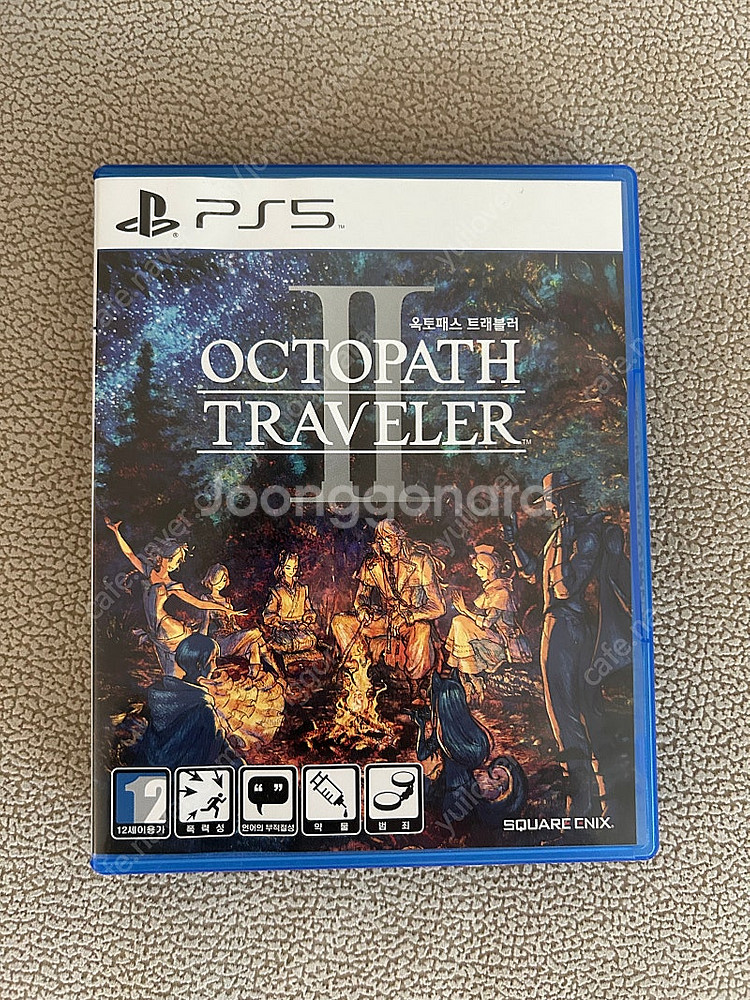 PS5
옥토패스 트래블러
II
OCTOPATH
TRAVELER
Joonggonara
12
12세이용가
폭력성
언어의 부적절성
약물
범죄
SQUARE ENIX.